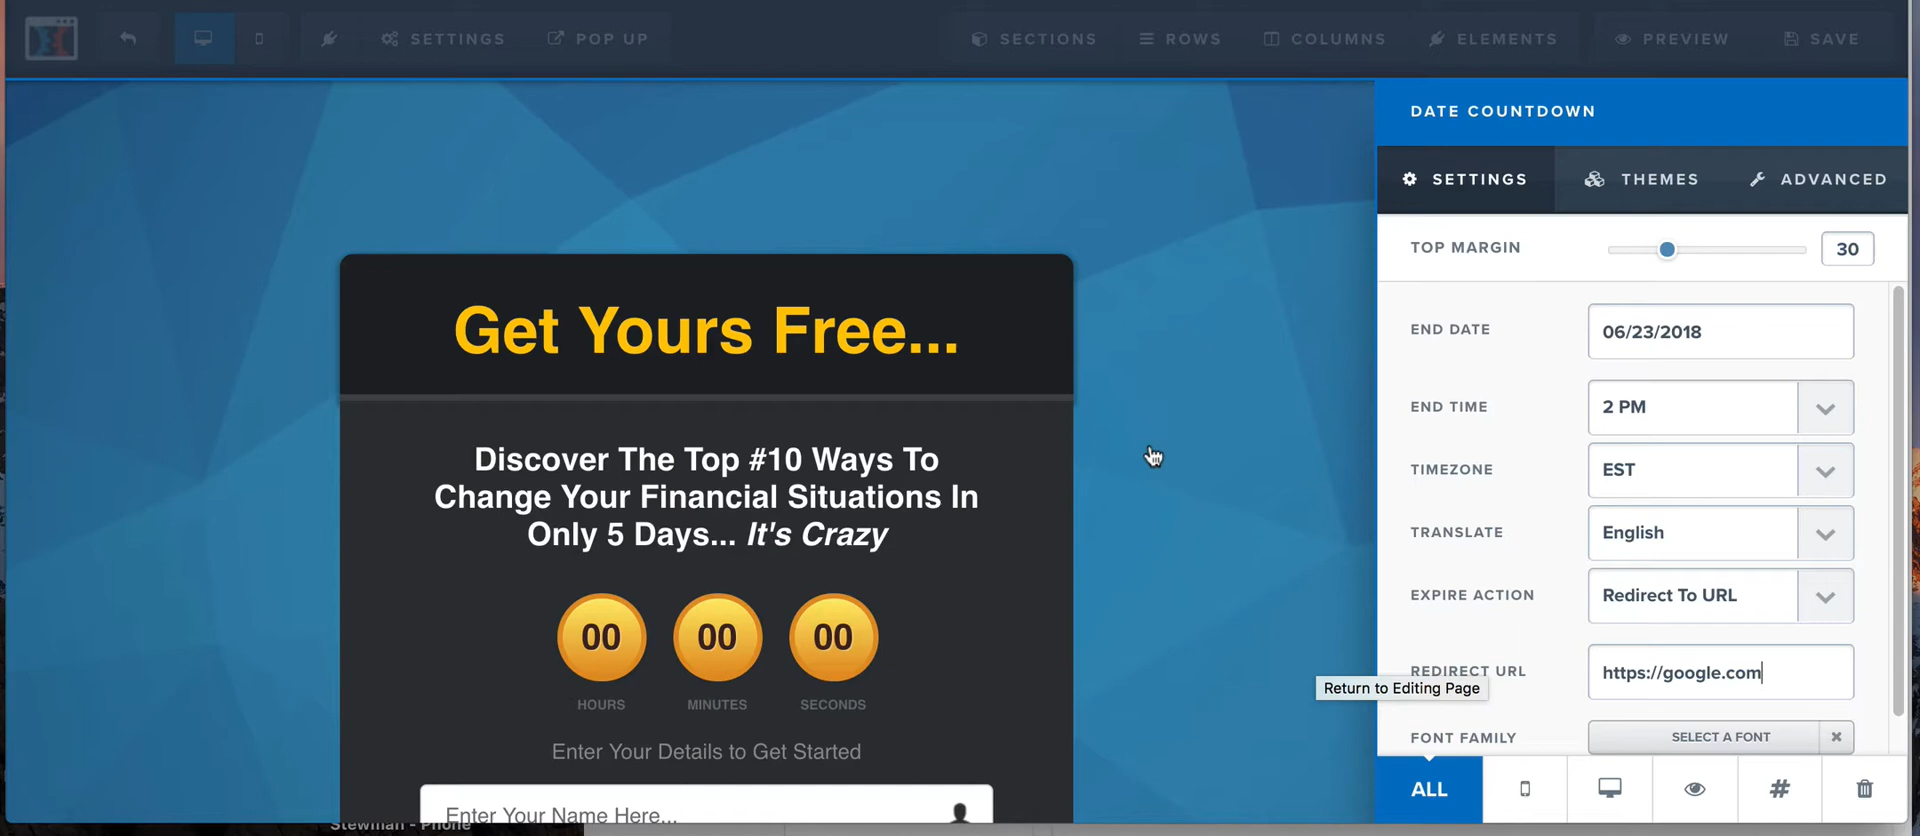 SETTINGS
POP UP
SECTIONS
ROWS
COLUMNS
ELEMENTS
PREVIEW
SAVE
DATE COUNTDOWN
SETTINGS
THEMES
ADVANCED
TOP MARGIN
30
END DATE
06/23/2018
END TIME
2 PM
TIMEZONE
EST
TRANSLATE
English
EXPIRE ACTION
Redirect To URL
REDIRECT URL
https://google.com
Return to Editing Page
FONT FAMILY
SELECT A FONT
ALL
Get Yours Free...
Discover The Top #10 Ways To
Change Your Financial Situations In
Only 5 Days... It's Crazy
00 00 00
HOURS MINUTES SECONDS
Enter Your Details to Get Started
Enter Your Name Here...
Stewman - Phone